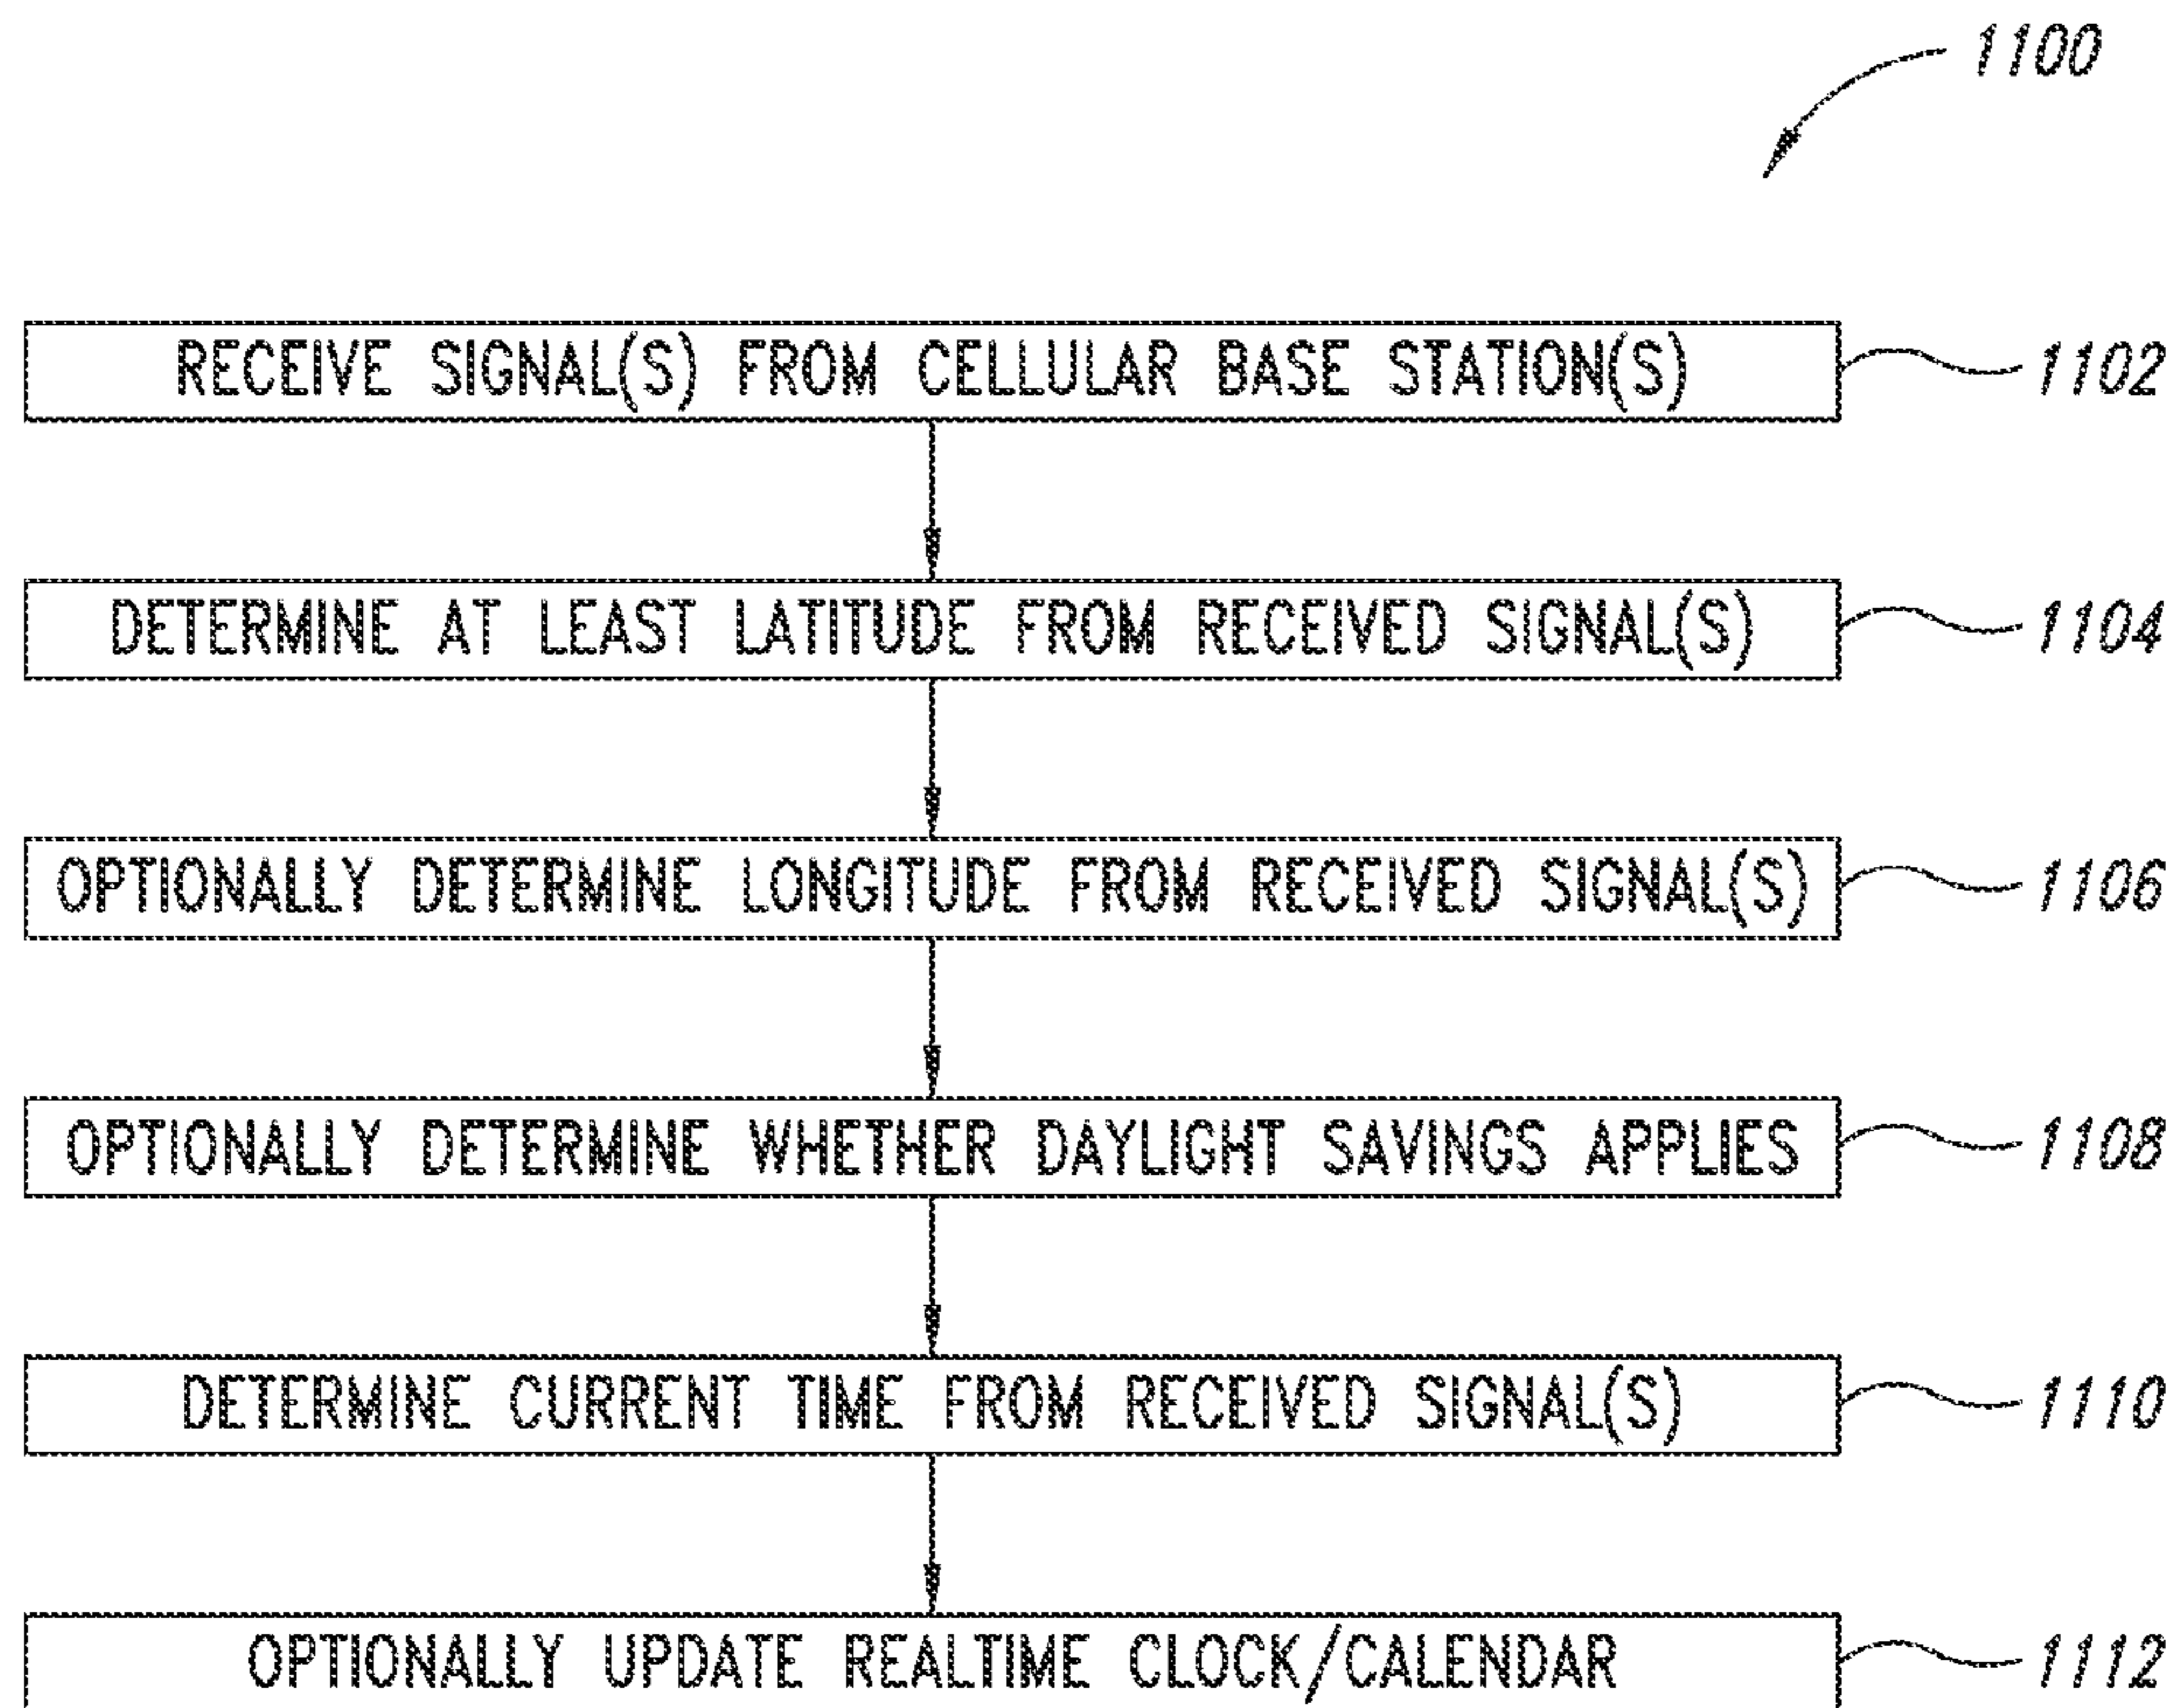 1100
RECEIVE SIGNAL(S) FROM CELLULAR BASE STATION(S) 1102
DETERMINE AT LEAST LATITUDE FROM RECEIVED SIGNAL(S) 1104
OPTIONALLY DETERMINE LONGITUDE FROM RECEIVED SIGNAL(S) 1106
OPTIONALLY DETERMINE WHETHER DAYLIGHT SAVINGS APPLIES 1108
DETERMINE CURRENT TIME FROM RECEIVED SIGNAL(S) 1110
OPTIONALLY UPDATE REALTIME CLOCK/CALENDAR 1112